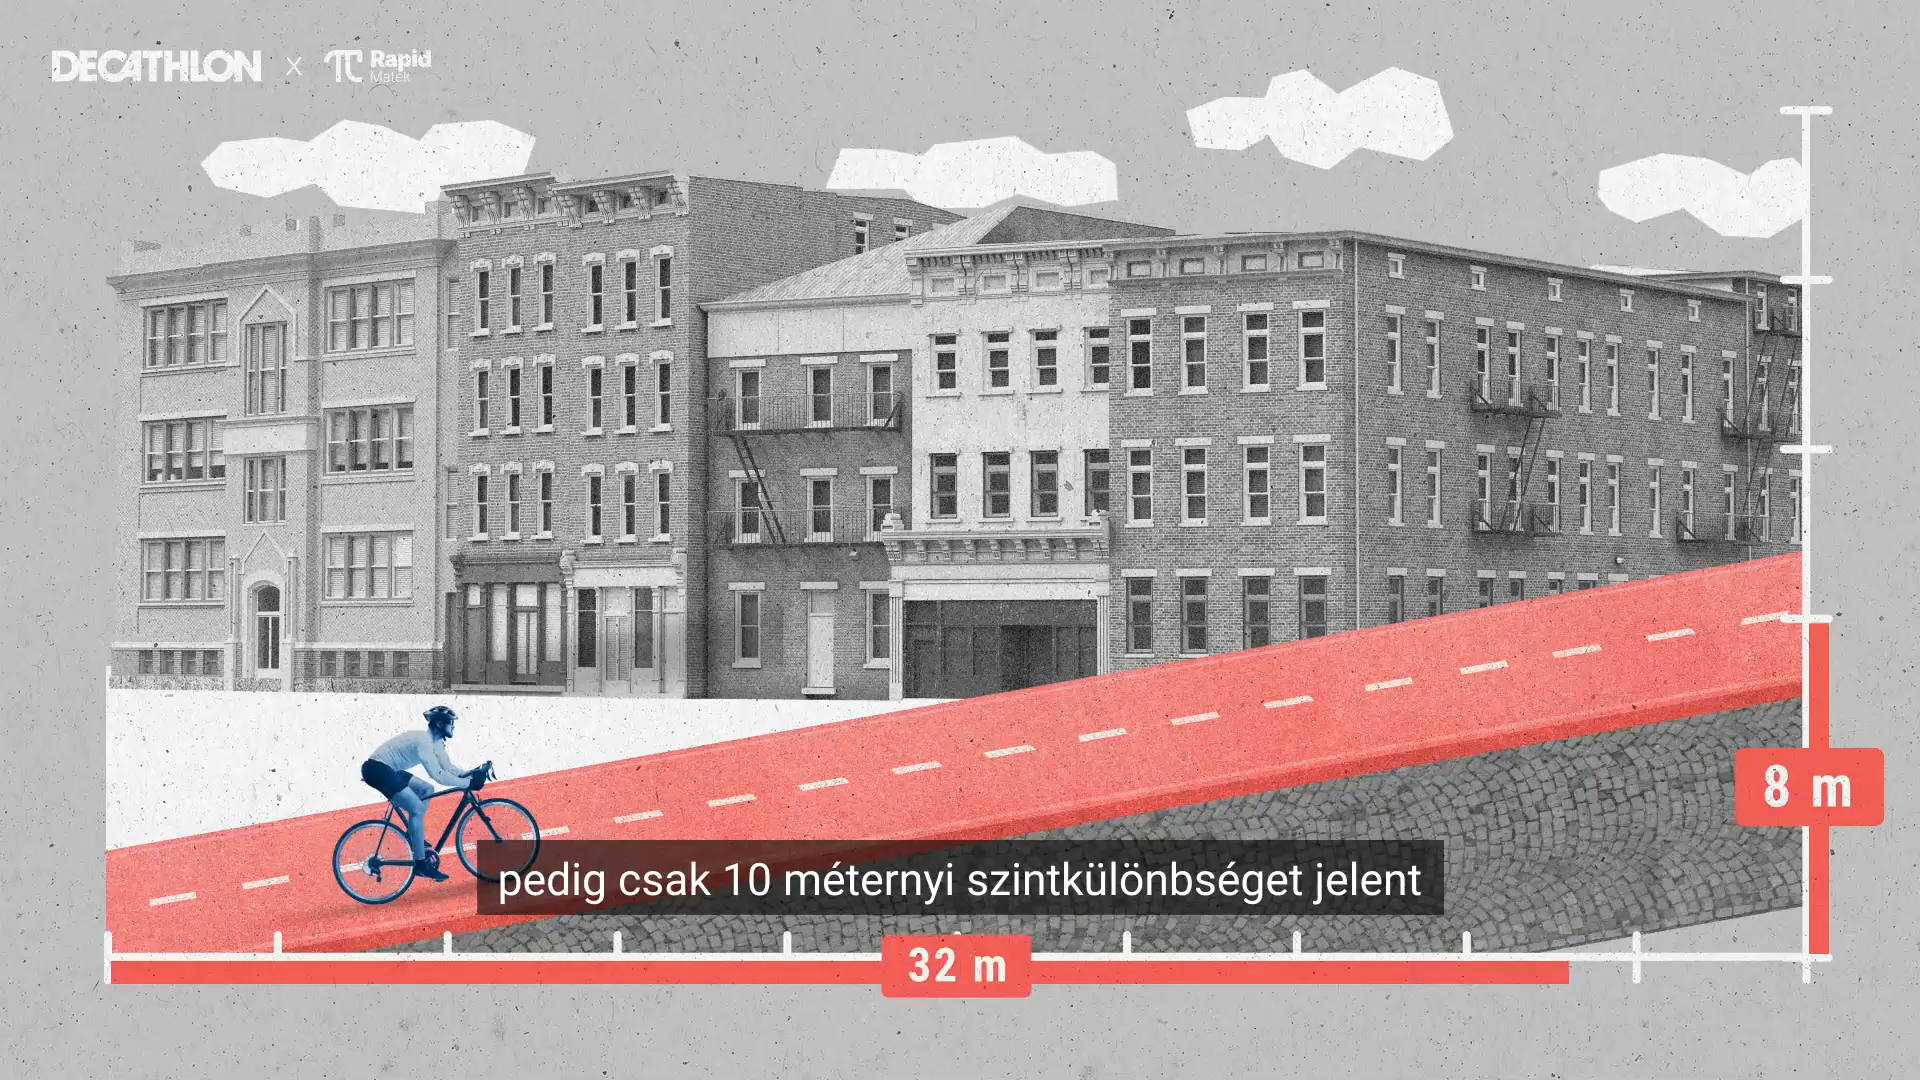 DECATHLON X Rapid
Matek
8 m
pedig csak 10 méternyi szintkülönbséget jelent
32 m